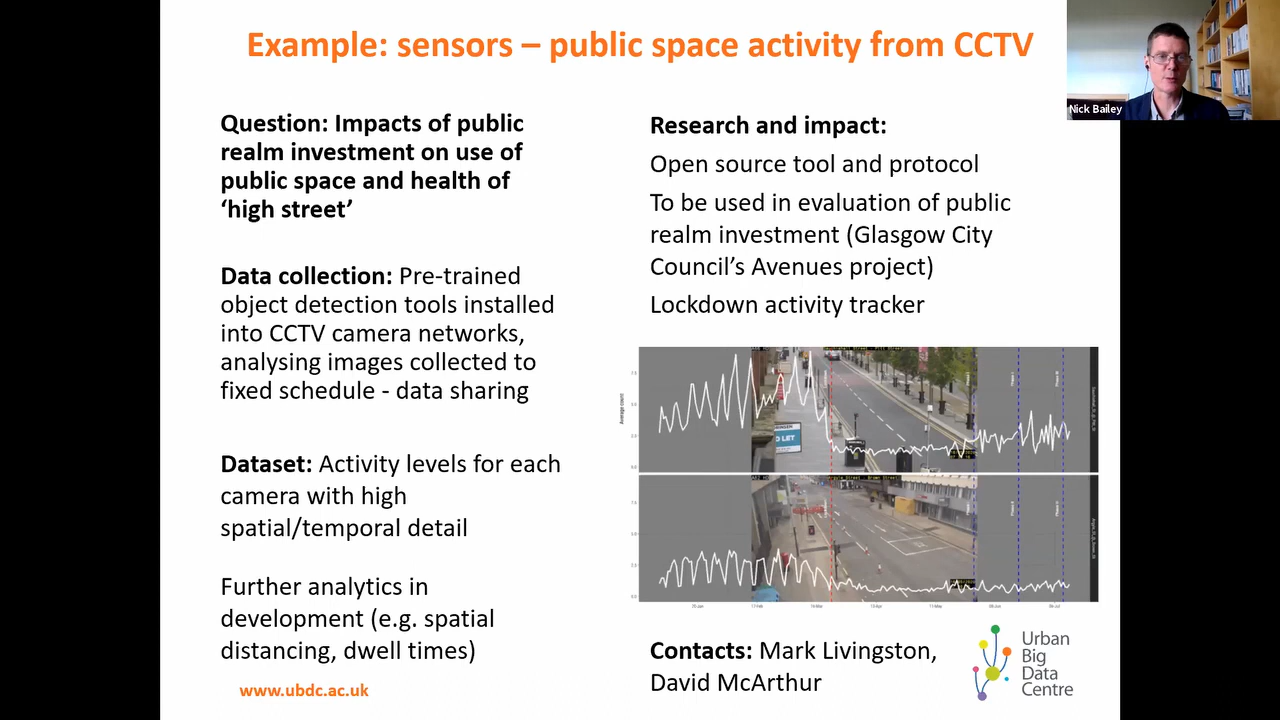 Example: sensors – public space activity from CCTV
Nick Bailey
Question: Impacts of public
realm investment on use of
public space and health of
‘high street’
Data collection: Pre-trained
object detection tools installed
into CCTV camera networks,
analysing images collected to
fixed schedule - data sharing
Dataset: Activity levels for each
camera with high
spatial/temporal detail
Further analytics in
development (e.g. spatial
distancing, dwell times)
www.ubdc.ac.uk
Research and impact:
Open source tool and protocol
To be used in evaluation of public
realm investment (Glasgow City
Council’s Avenues project)
Lockdown activity tracker
Average count
TO LET
Contacts: Mark Livingston,
David McArthur
Urban
Big
Data
Centre